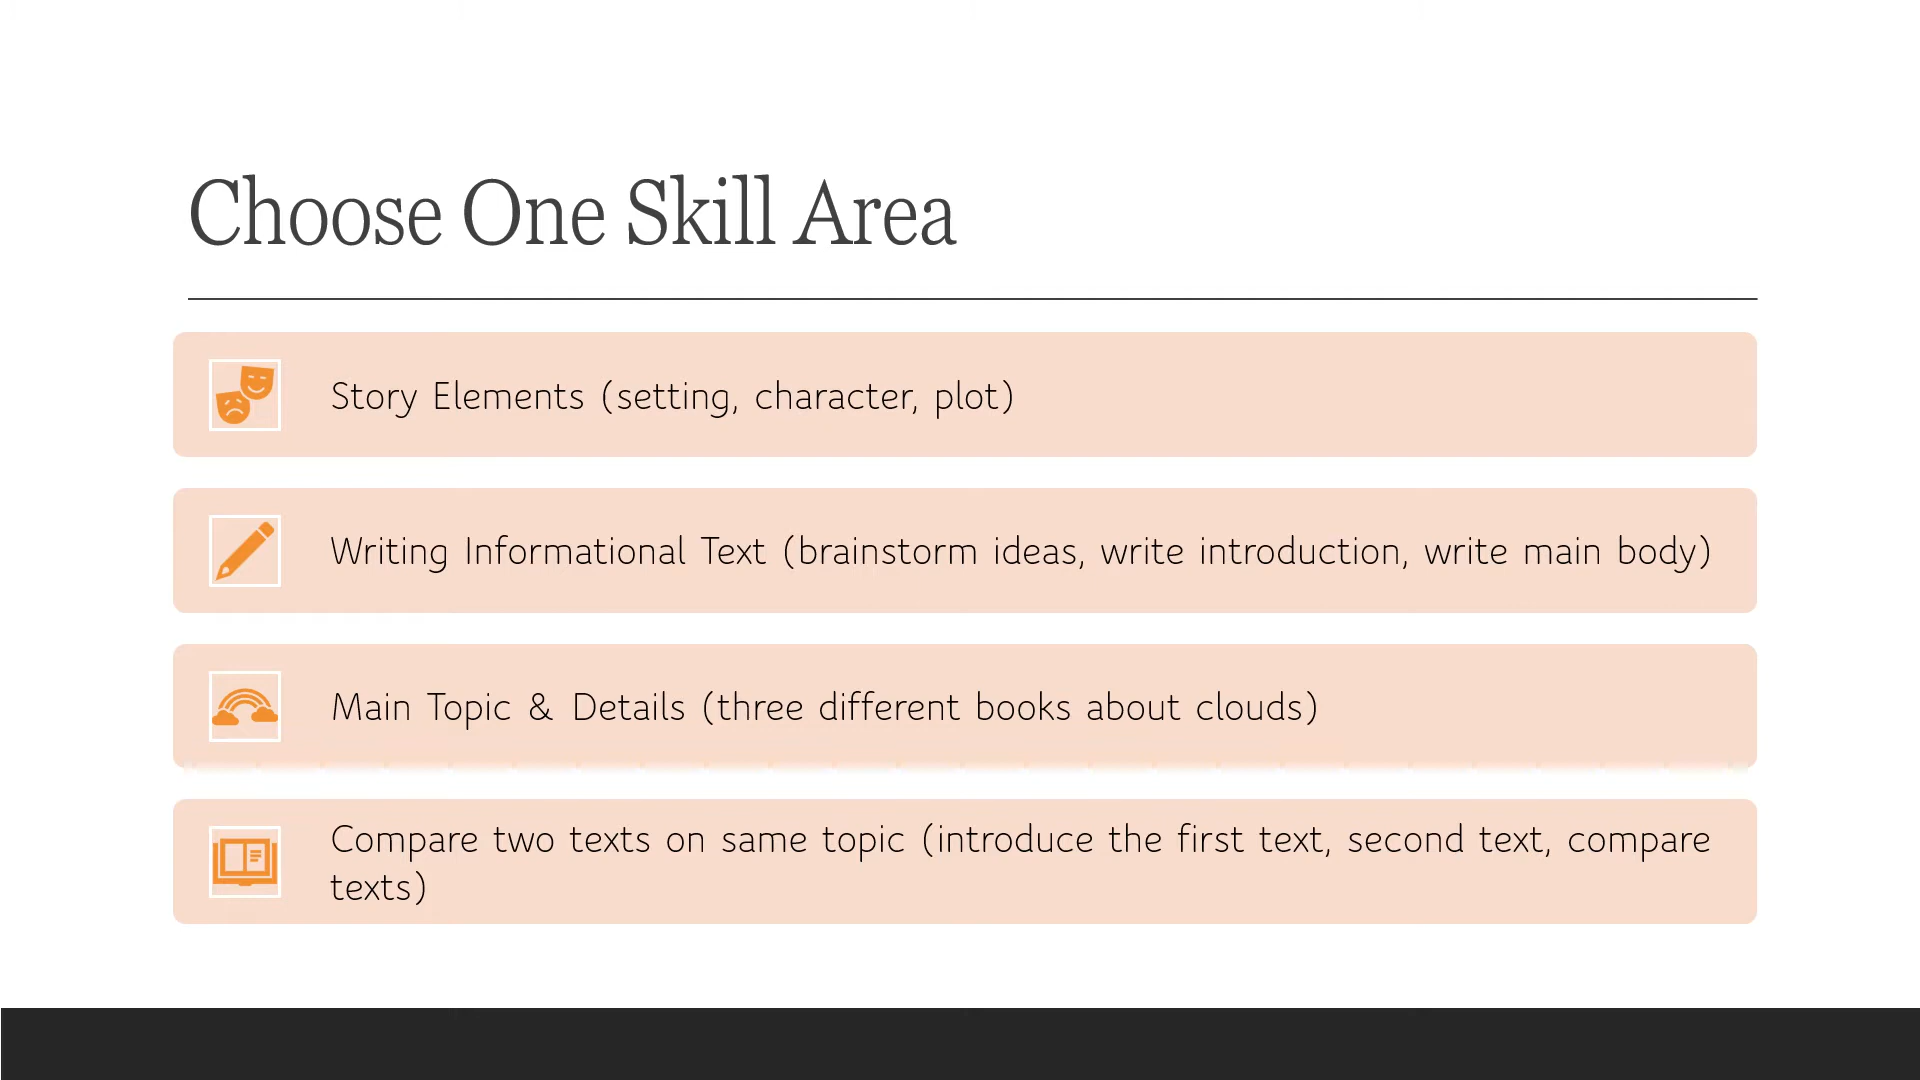 Choose One Skill Area
Story Elements (setting, character, plot)
Writing Informational Text (brainstorm ideas, write introduction, write main body)
Main Topic & Details (three different books about clouds)
Compare two texts on same topic (introduce the first text, second text, compare
texts)